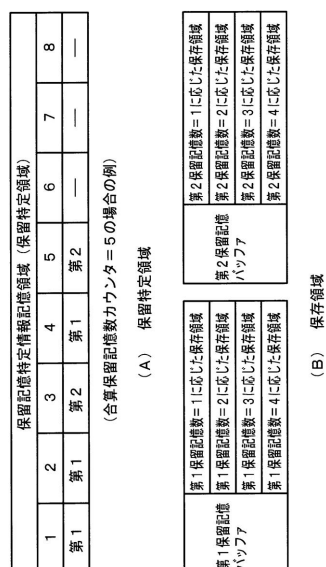 保留記憶特定情報記憶領域（保留特定領域）
1 2 3 4 5 6 7 8
第1 第1 第2 第1 第2 ― ― ―
（合算保留記憶数カウンタ＝5の場合の例）
（A） 保留特定領域
第1保留記憶
バッファ
第1保留記憶数＝1に応じた保存領域
第1保留記憶数＝2に応じた保存領域
第1保留記憶数＝3に応じた保存領域
第1保留記憶数＝4に応じた保存領域
第2保留記憶
バッファ
第2保留記憶数＝1に応じた保存領域
第2保留記憶数＝2に応じた保存領域
第2保留記憶数＝3に応じた保存領域
第2保留記憶数＝4に応じた保存領域
（B） 保存領域